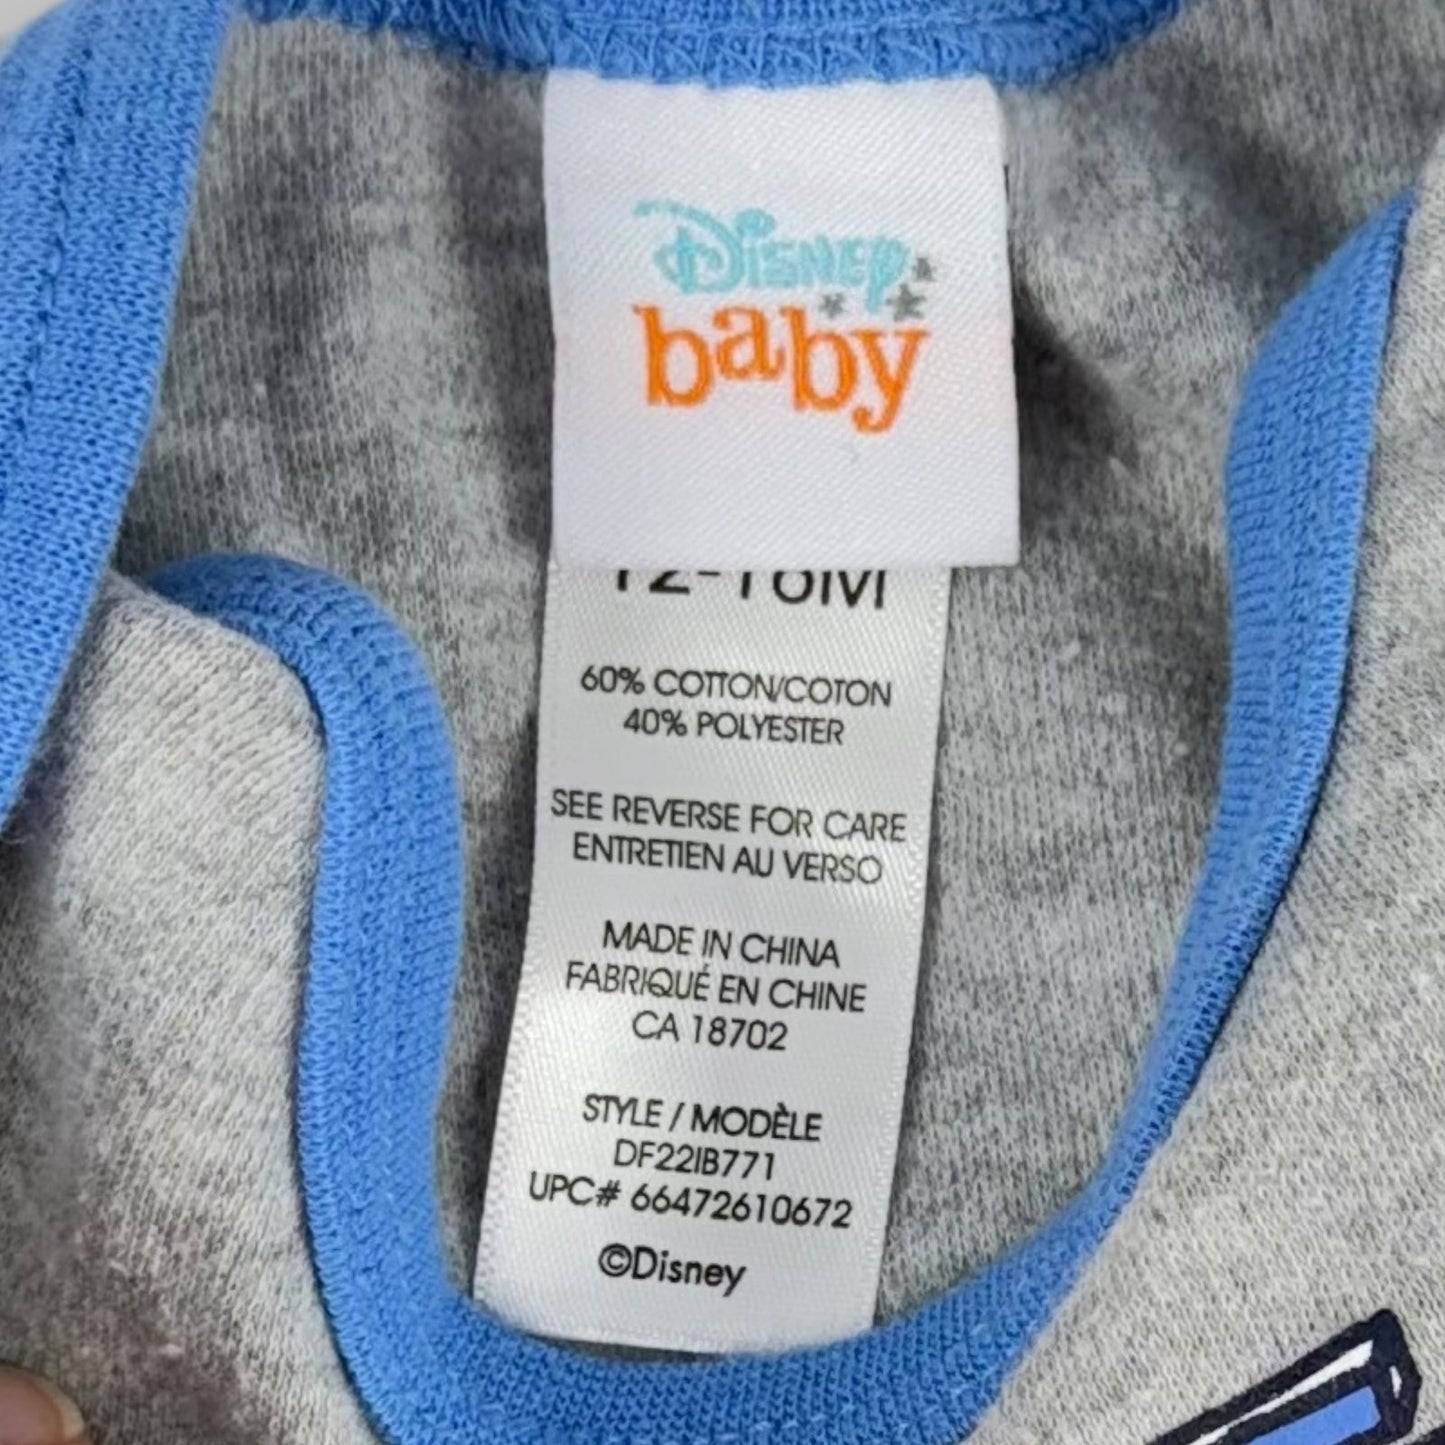 Disney
baby
60% COTTON/COTON
40% POLYESTER
SEE REVERSE FOR CARE
ENTRETIEN AU VERSO
MADE IN CHINA
FABRIQUÉ EN CHINE
CA 18702
STYLE / MODÈLE
DF22IB771
UPC# 66472610672
©Disney